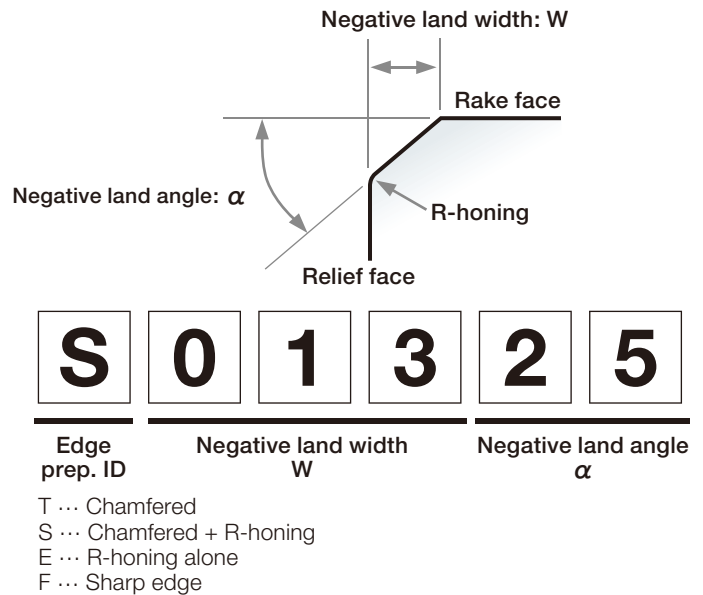 Negative land width: W
Rake face
Negative land angle: α
R-honing
Relief face
S 0 1 3 2 5
Edge prep. ID
Negative land width W
Negative land angle α
T ··· Chamfered
S ··· Chamfered + R-honing
E ··· R-honing alone
F ··· Sharp edge